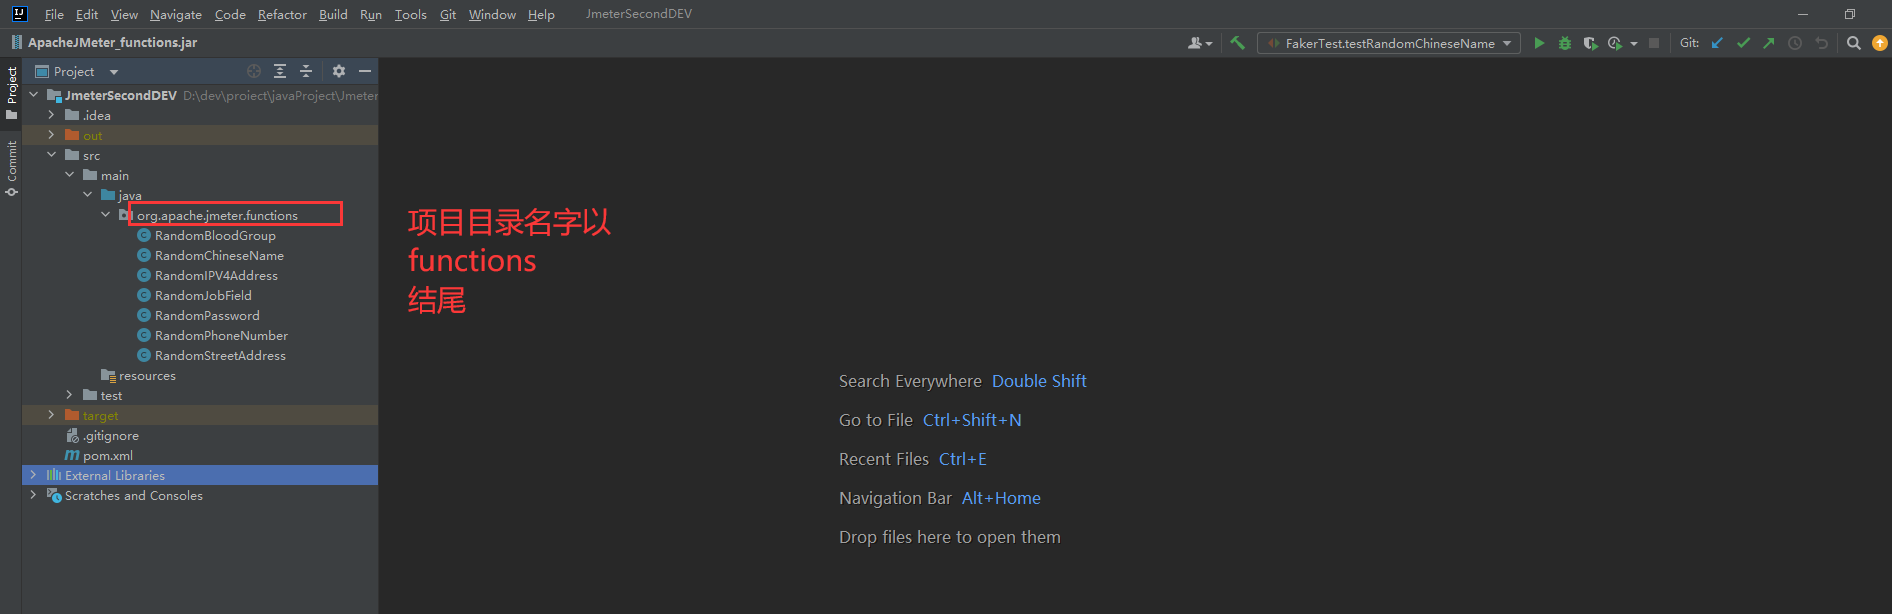 File Edit View Navigate Code Refactor Build Run Tools Git Window Help JmeterSecondDEV
ApacheJMeter_functions.jar
FakerTest.testRandomChineseName
Git:
Project
Commit
Project
JmeterSecondDEV D:\dev\proiect\javaProject\Jmeter
.idea
out
src
main
java
org.apache.jmeter.functions
RandomBloodGroup
RandomChineseName
RandomIPV4Address
RandomJobField
RandomPassword
RandomPhoneNumber
RandomStreetAddress
resources
test
target
.gitignore
pom.xml
External Libraries
Scratches and Consoles
项目目录名字以
functions
结尾
Search Everywhere Double Shift
Go to File Ctrl+Shift+N
Recent Files Ctrl+E
Navigation Bar Alt+Home
Drop files here to open them